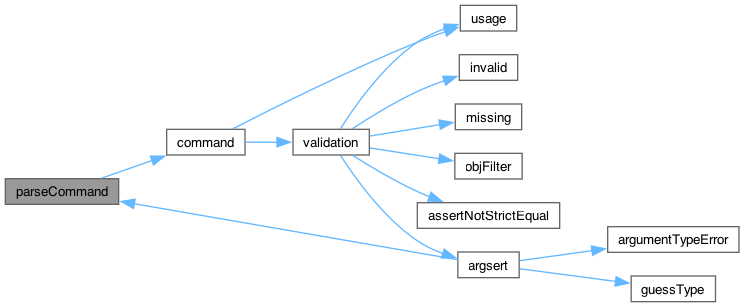 parseCommand
command
validation
usage
invalid
missing
objFilter
assertNotStrictEqual
argsert
argumentTypeError
guessType